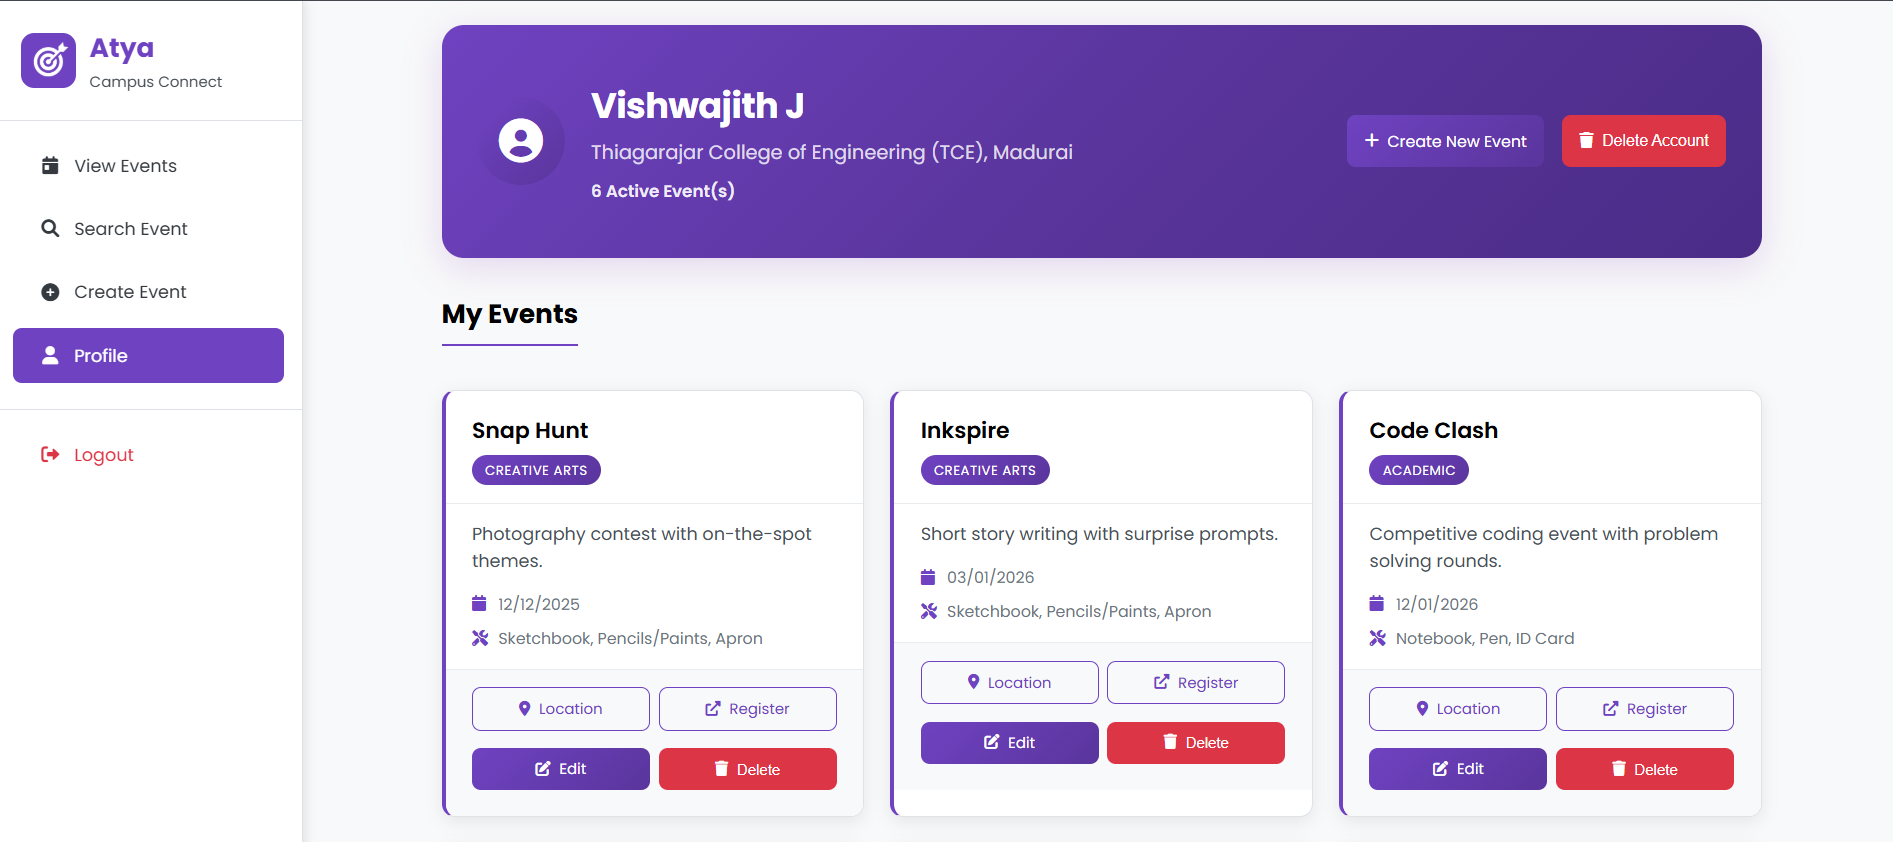 Atya
Campus Connect
View Events
Search Event
Create Event
Profile
Logout
Vishwajith J
Thiagarajar College of Engineering (TCE), Madurai
6 Active Event(s)
Create New Event
Delete Account
My Events
Snap Hunt
CREATIVE ARTS
Photography contest with on-the-spot
themes.
12/12/2025
Sketchbook, Pencils/Paints, Apron
Location
Register
Edit
Delete
Inkspire
CREATIVE ARTS
Short story writing with surprise prompts.
03/01/2026
Sketchbook, Pencils/Paints, Apron
Location
Register
Edit
Delete
Code Clash
ACADEMIC
Competitive coding event with problem
solving rounds.
12/01/2026
Notebook, Pen, ID Card
Location
Register
Edit
Delete